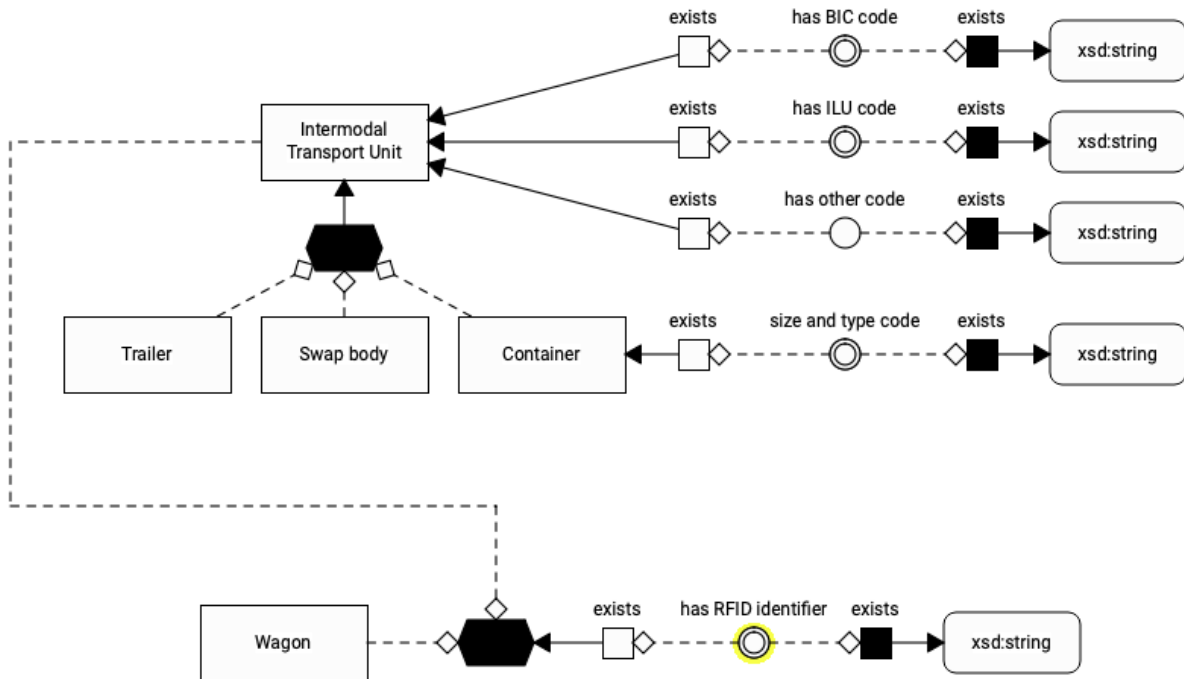 exists has BIC code exists
xsd:string
exists has ILU code exists
Intermodal
Transport Unit
xsd:string
exists has other code exists
xsd:string
exists size and type code exists
Trailer Swap body Container xsd:string
exists has RFID identifier exists
Wagon xsd:string